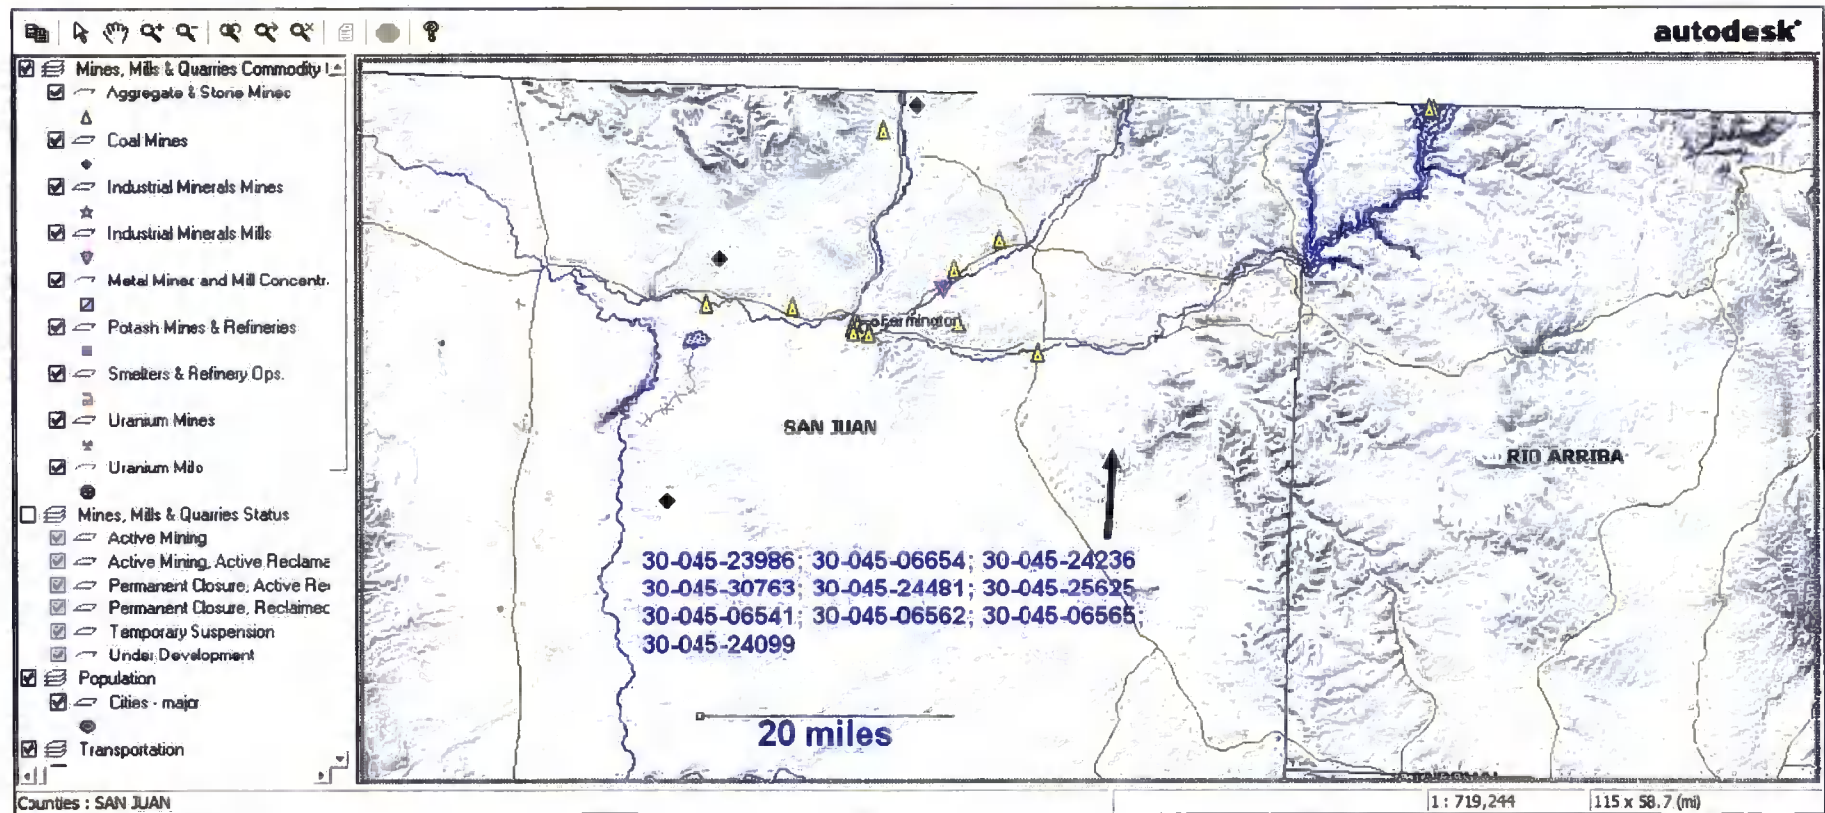 autodesk
Mines, Mills & Quarries Commodity
Aggregate & Stone Mines
Coal Mines
Industrial Minerals Mines
Industrial Minerals Mills
Metal Mines and Mill Concentr.
Potash Mines & Refineries
Smelters & Refinery Ops.
Uranium Mines
Uranium Mills
Mines, Mills & Quarries Status
Active Mining
Active Mining, Active Reclama
Permanent Closure, Active Re
Permanent Closure, Reclaimed
Temporary Suspension
Under Development
Population
Cities - major
Transportation
Farmington
SAN JUAN
RIO ARRIBA
30-045-23986; 30-045-06654; 30-045-24236
30-045-30763; 30-045-24481; 30-045-25625
30-045-06541; 30-045-06562; 30-045-06565;
30-045-24099
20 miles
Counties : SAN JUAN
1 : 719,244
115 x 58.7 (mi)